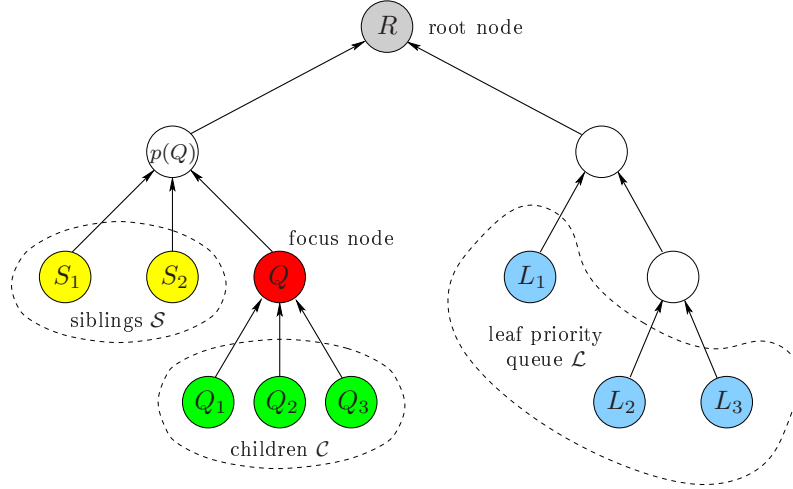 R root node
p(Q)
focus node
S₁ S₂ Q L₁
siblings 𝒮
leaf priority
queue ℒ
Q₁ Q₂ Q₃ L₂ L₃
children 𝒞